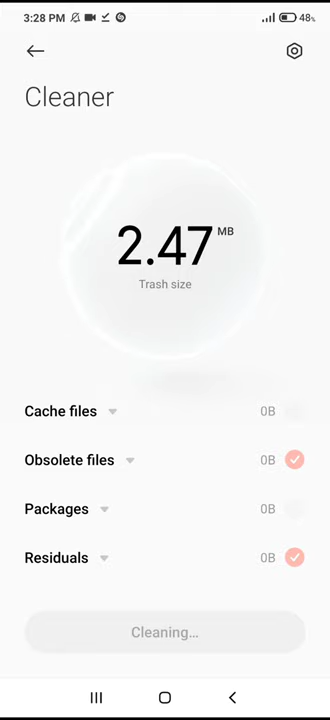 3:28 PM 48%
Cleaner
2.47 MB
Trash size
Cache files 0B
Obsolete files 0B
Packages 0B
Residuals 0B
Cleaning…